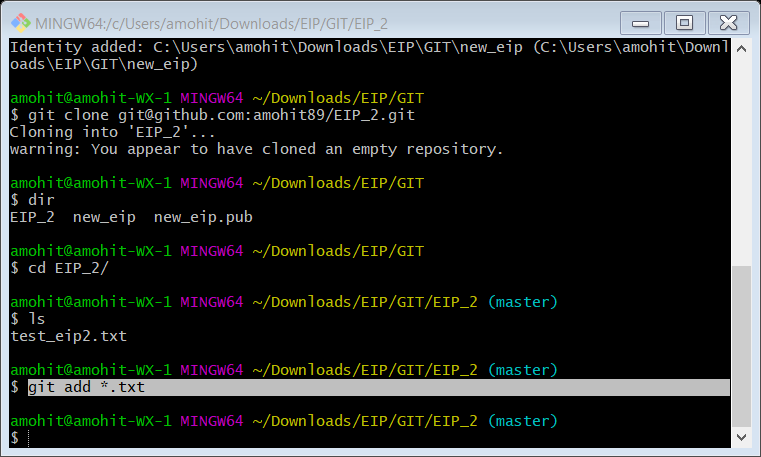 MINGW64:/c/Users/amohit/Downloads/EIP/GIT/EIP_2
Identity added: C:\Users\amohit\Downloads\EIP\GIT\new_eip (C:\Users\amohit\Downl
oads\EIP\GIT\new_eip)
amohit@amohit-WX-1 MINGW64 ~/Downloads/EIP/GIT
$ git clone git@github.com:amohit89/EIP_2.git
Cloning into 'EIP_2'...
warning: You appear to have cloned an empty repository.
amohit@amohit-WX-1 MINGW64 ~/Downloads/EIP/GIT
$ dir
EIP_2  new_eip  new_eip.pub
amohit@amohit-WX-1 MINGW64 ~/Downloads/EIP/GIT
$ cd EIP_2/
amohit@amohit-WX-1 MINGW64 ~/Downloads/EIP/GIT/EIP_2 (master)
$ ls
test_eip2.txt
amohit@amohit-WX-1 MINGW64 ~/Downloads/EIP/GIT/EIP_2 (master)
$ git add *.txt
amohit@amohit-WX-1 MINGW64 ~/Downloads/EIP/GIT/EIP_2 (master)
$